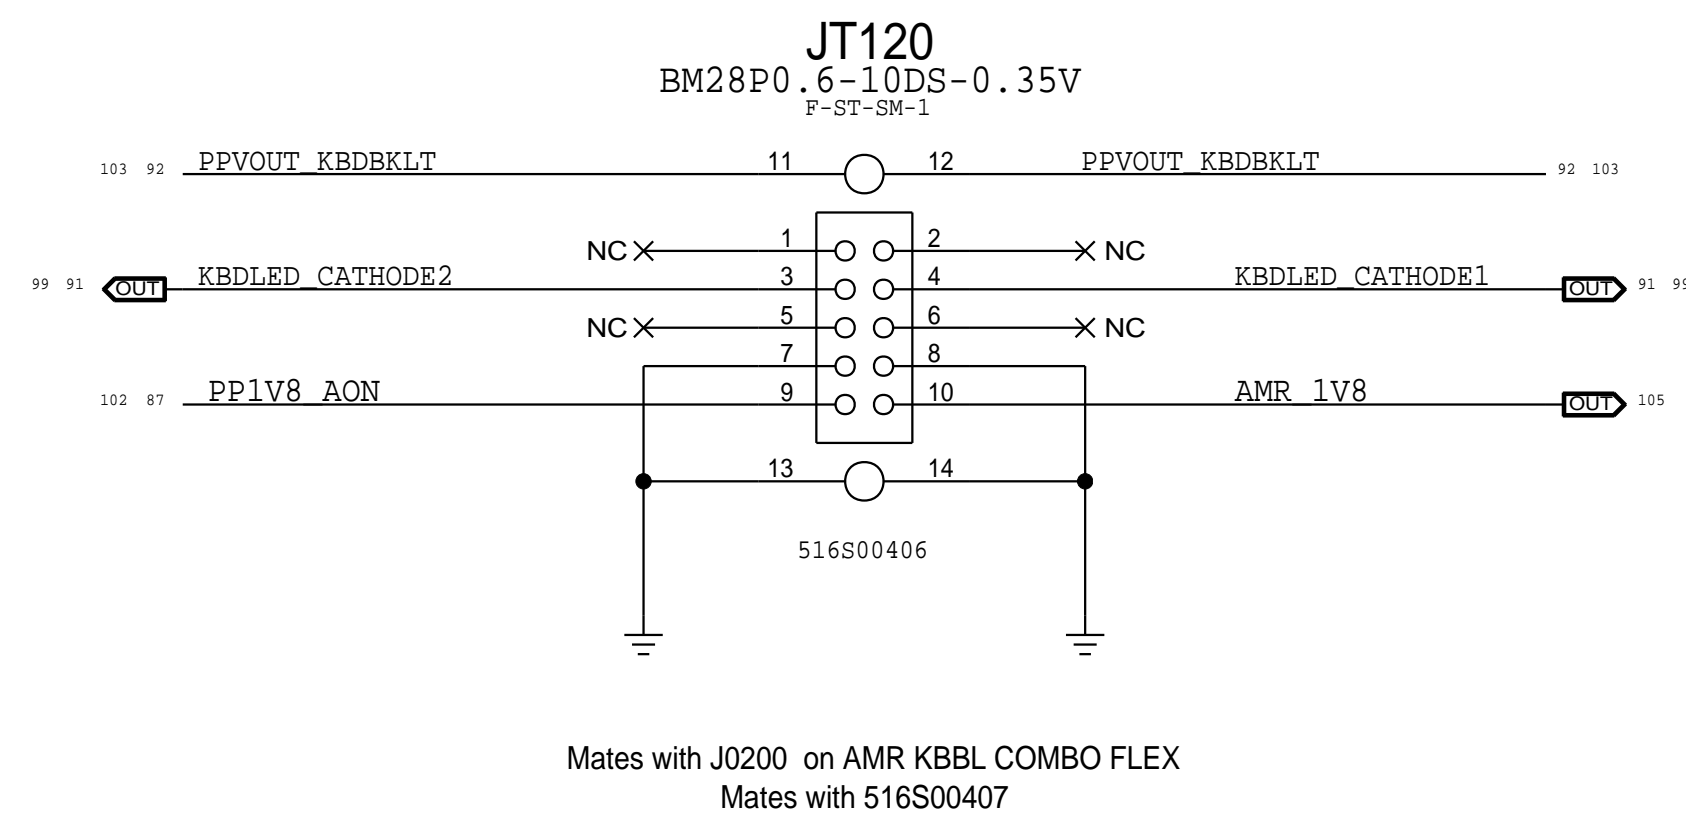 JT120
BM28P0.6-10DS-0.35V
F-ST-SM-1
103 92 PPVOUT_KBDBKLT 11 12 PPVOUT_KBDBKLT 92 103
NC 1 2 NC
99 91 OUT KBDLED_CATHODE2 3 4 KBDLED_CATHODE1 OUT 91 99
NC 5 6 NC
7 8
102 87 PP1V8_AON 9 10 AMR_1V8 OUT 105
13 14
516S00406
Mates with J0200 on AMR KBBL COMBO FLEX
Mates with 516S00407